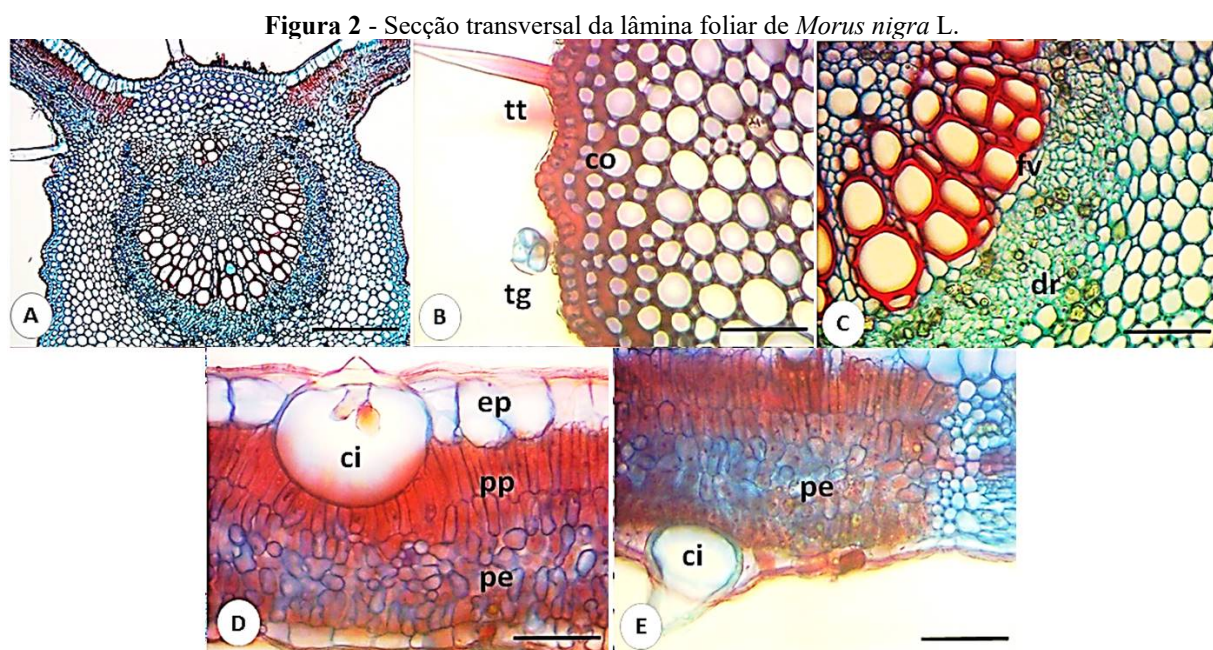 Figura 2 - Secção transversal da lâmina foliar de Morus nigra L.
A
tt
co
tg
B
fv
dr
C
ci
ep
pp
pe
D
pe
ci
E